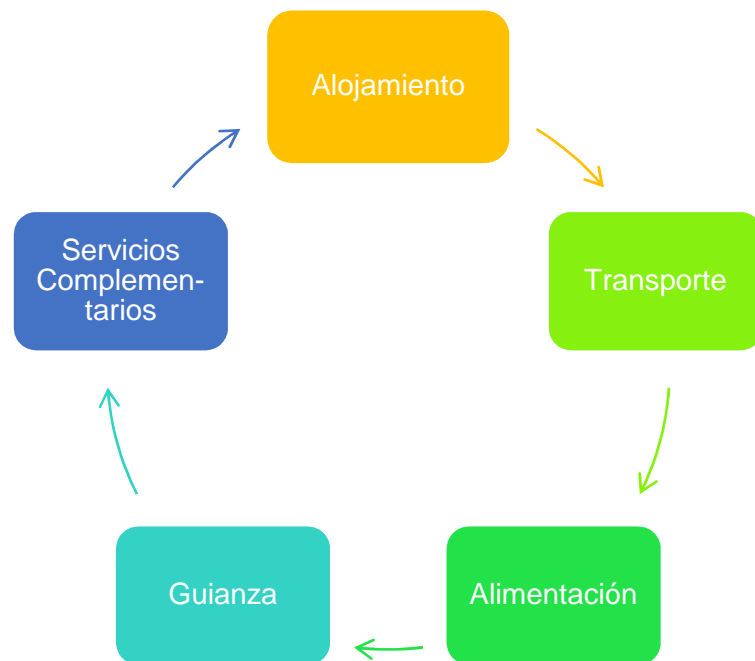 Alojamiento
Transporte
Alimentación
Guianza
Servicios
Complemen-
tarios